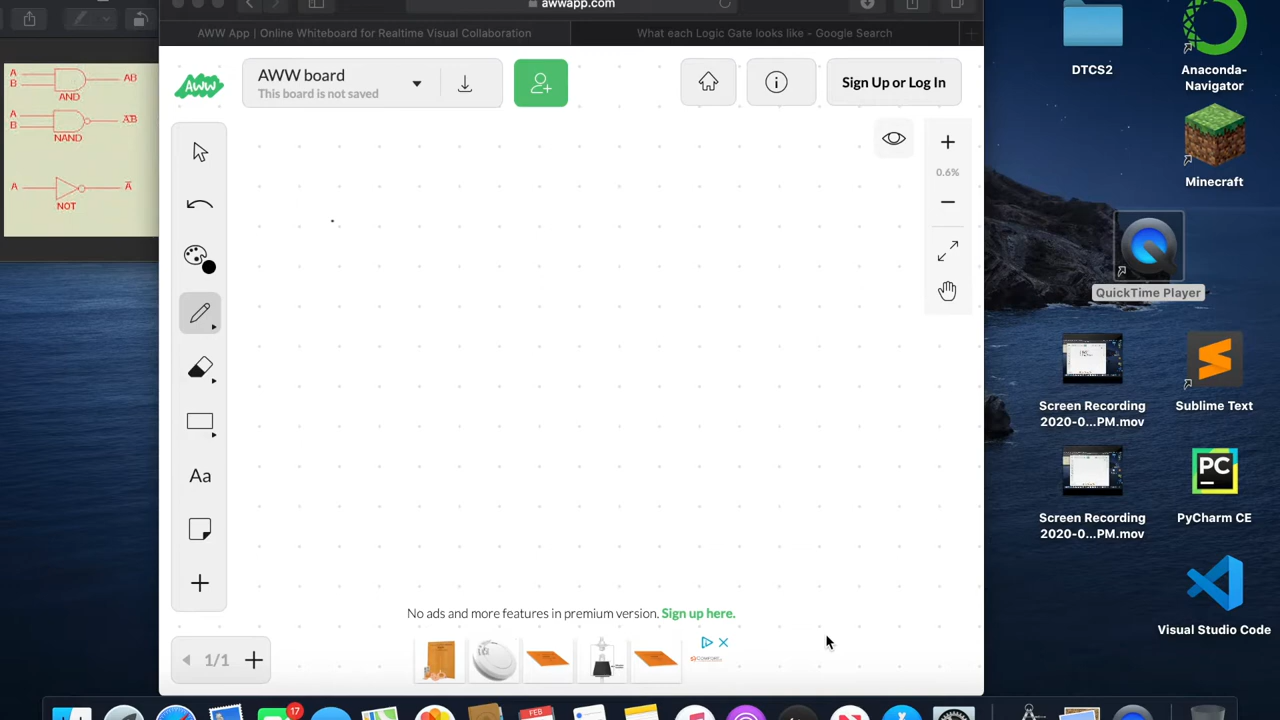 awwapp.com
AWW App | Online Whiteboard for Realtime Visual Collaboration
What each Logic Gate looks like - Google Search
A
B
AB
AND
A
B
AB
NAND
A
A
NOT
AWW
AWW board
This board is not saved
Sign Up or Log In
0.6%
Aa
1/1
No ads and more features in premium version. Sign up here.
DTCS2
Anaconda-
Navigator
Minecraft
QuickTime Player
Screen Recording
2020-0...PM.mov
Sublime Text
Screen Recording
2020-0...PM.mov
PC
PyCharm CE
Visual Studio Code
17
FEB